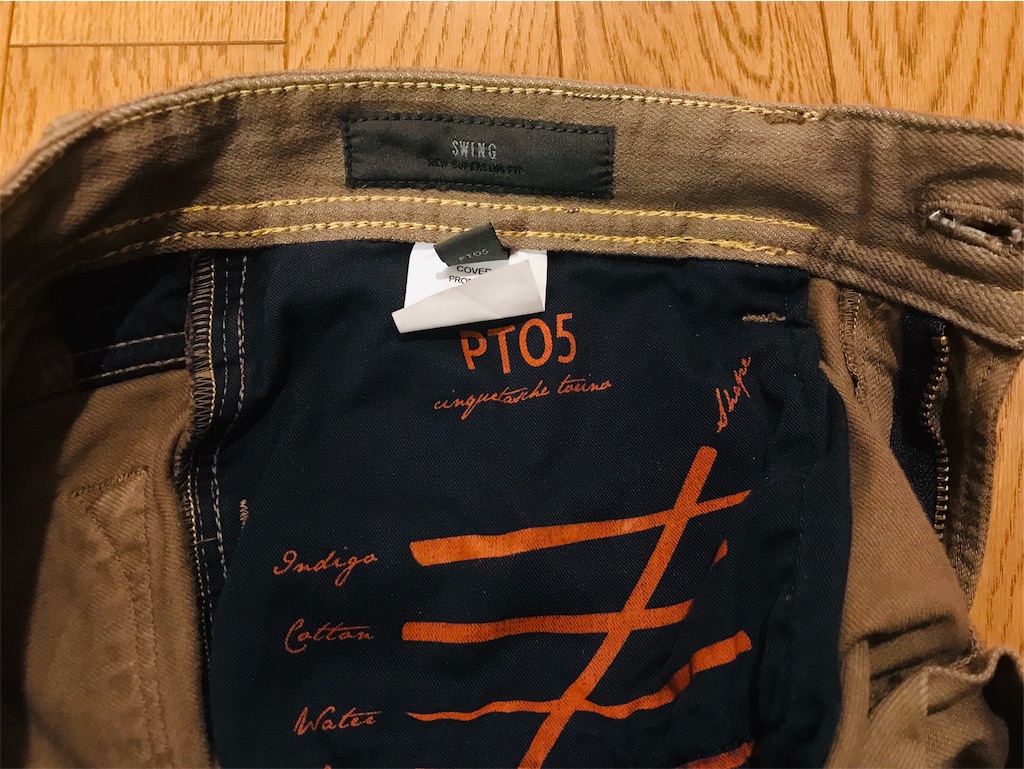 SWING
NEW SUPERSLIM FIT
PT05
COVER
PT05
cinquetasche torino
Shape
Indigo
Cotton
Water